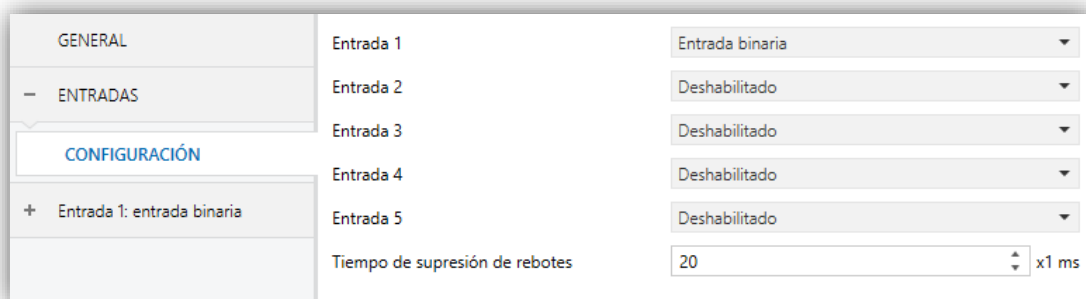 GENERAL
− ENTRADAS
CONFIGURACIÓN
+ Entrada 1: entrada binaria
Entrada 1 Entrada binaria
Entrada 2 Deshabilitado
Entrada 3 Deshabilitado
Entrada 4 Deshabilitado
Entrada 5 Deshabilitado
Tiempo de supresión de rebotes 20 x1 ms